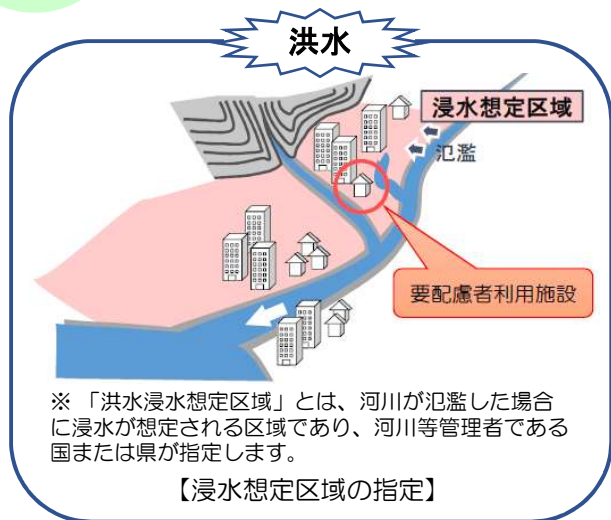 洪水
浸水想定区域
氾濫
要配慮者利用施設
※ 「洪水浸水想定区域」とは、河川が氾濫した場合
に浸水が想定される区域であり、河川等管理者である
国または県が指定します。
【浸水想定区域の指定】